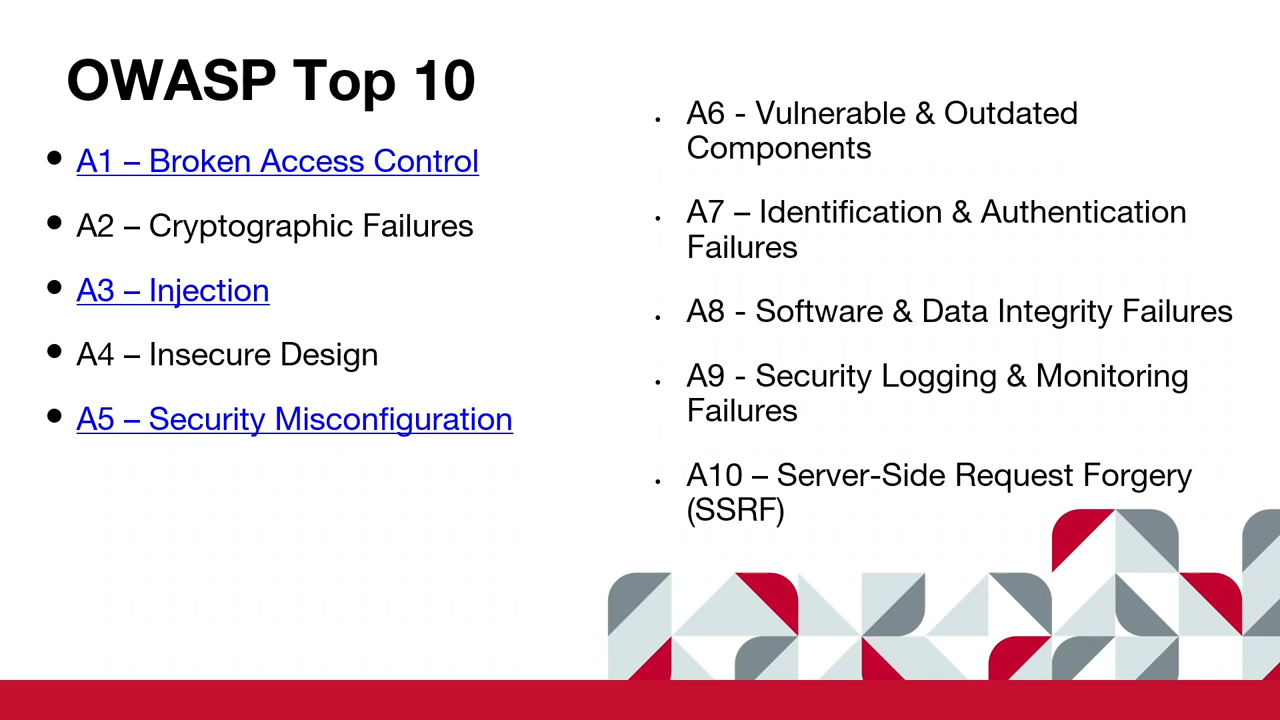 OWASP Top 10
A1 – Broken Access Control
A2 – Cryptographic Failures
A3 – Injection
A4 – Insecure Design
A5 – Security Misconfiguration
A6 - Vulnerable & Outdated
Components
A7 – Identification & Authentication
Failures
A8 - Software & Data Integrity Failures
A9 - Security Logging & Monitoring
Failures
A10 – Server-Side Request Forgery
(SSRF)